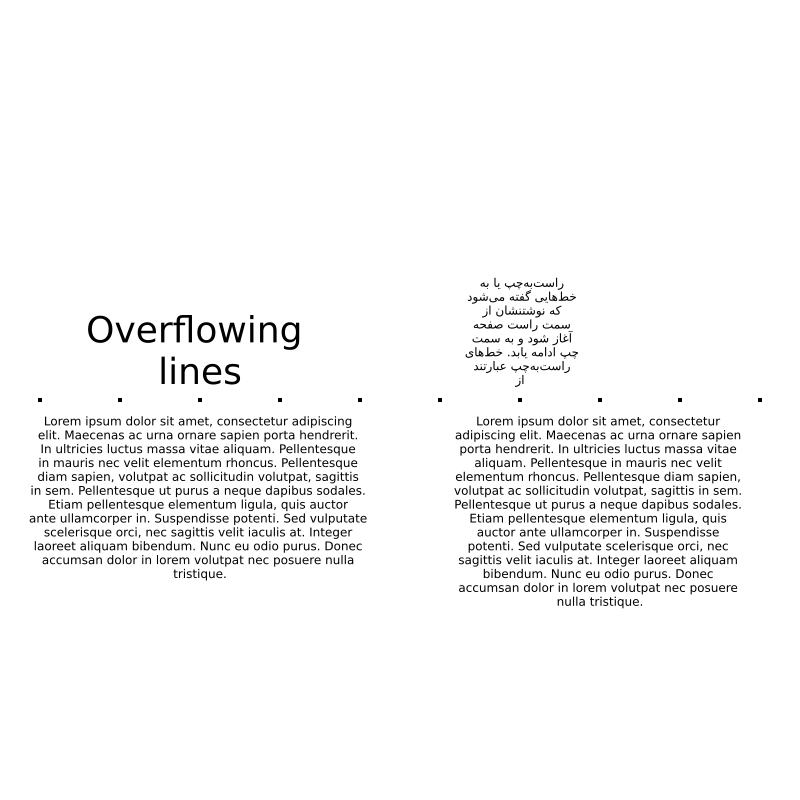 Overflowing
lines
Lorem ipsum dolor sit amet, consectetur adipiscing
elit. Maecenas ac urna ornare sapien porta hendrerit.
In ultricies luctus massa vitae aliquam. Pellentesque
in mauris nec velit elementum rhoncus. Pellentesque
diam sapien, volutpat ac sollicitudin volutpat, sagittis
in sem. Pellentesque ut purus a neque dapibus sodales.
Etiam pellentesque elementum ligula, quis auctor
ante ullamcorper in. Suspendisse potenti. Sed vulputate
scelerisque orci, nec sagittis velit iaculis at. Integer
laoreet aliquam bibendum. Nunc eu odio purus. Donec
accumsan dolor in lorem volutpat nec posuere nulla
tristique.
راست‌به‌چپ یا به
خط‌هایی گفته می‌شود
که نوشتنشان از
سمت راست صفحه
آغاز شود و به سمت
چپ ادامه یابد. خط‌های
راست‌به‌چپ عبارتند
از
Lorem ipsum dolor sit amet, consectetur
adipiscing elit. Maecenas ac urna ornare sapien
porta hendrerit. In ultricies luctus massa vitae
aliquam. Pellentesque in mauris nec velit
elementum rhoncus. Pellentesque diam sapien,
volutpat ac sollicitudin volutpat, sagittis in sem.
Pellentesque ut purus a neque dapibus sodales.
Etiam pellentesque elementum ligula, quis
auctor ante ullamcorper in. Suspendisse
potenti. Sed vulputate scelerisque orci, nec
sagittis velit iaculis at. Integer laoreet aliquam
bibendum. Nunc eu odio purus. Donec
accumsan dolor in lorem volutpat nec posuere
nulla tristique.